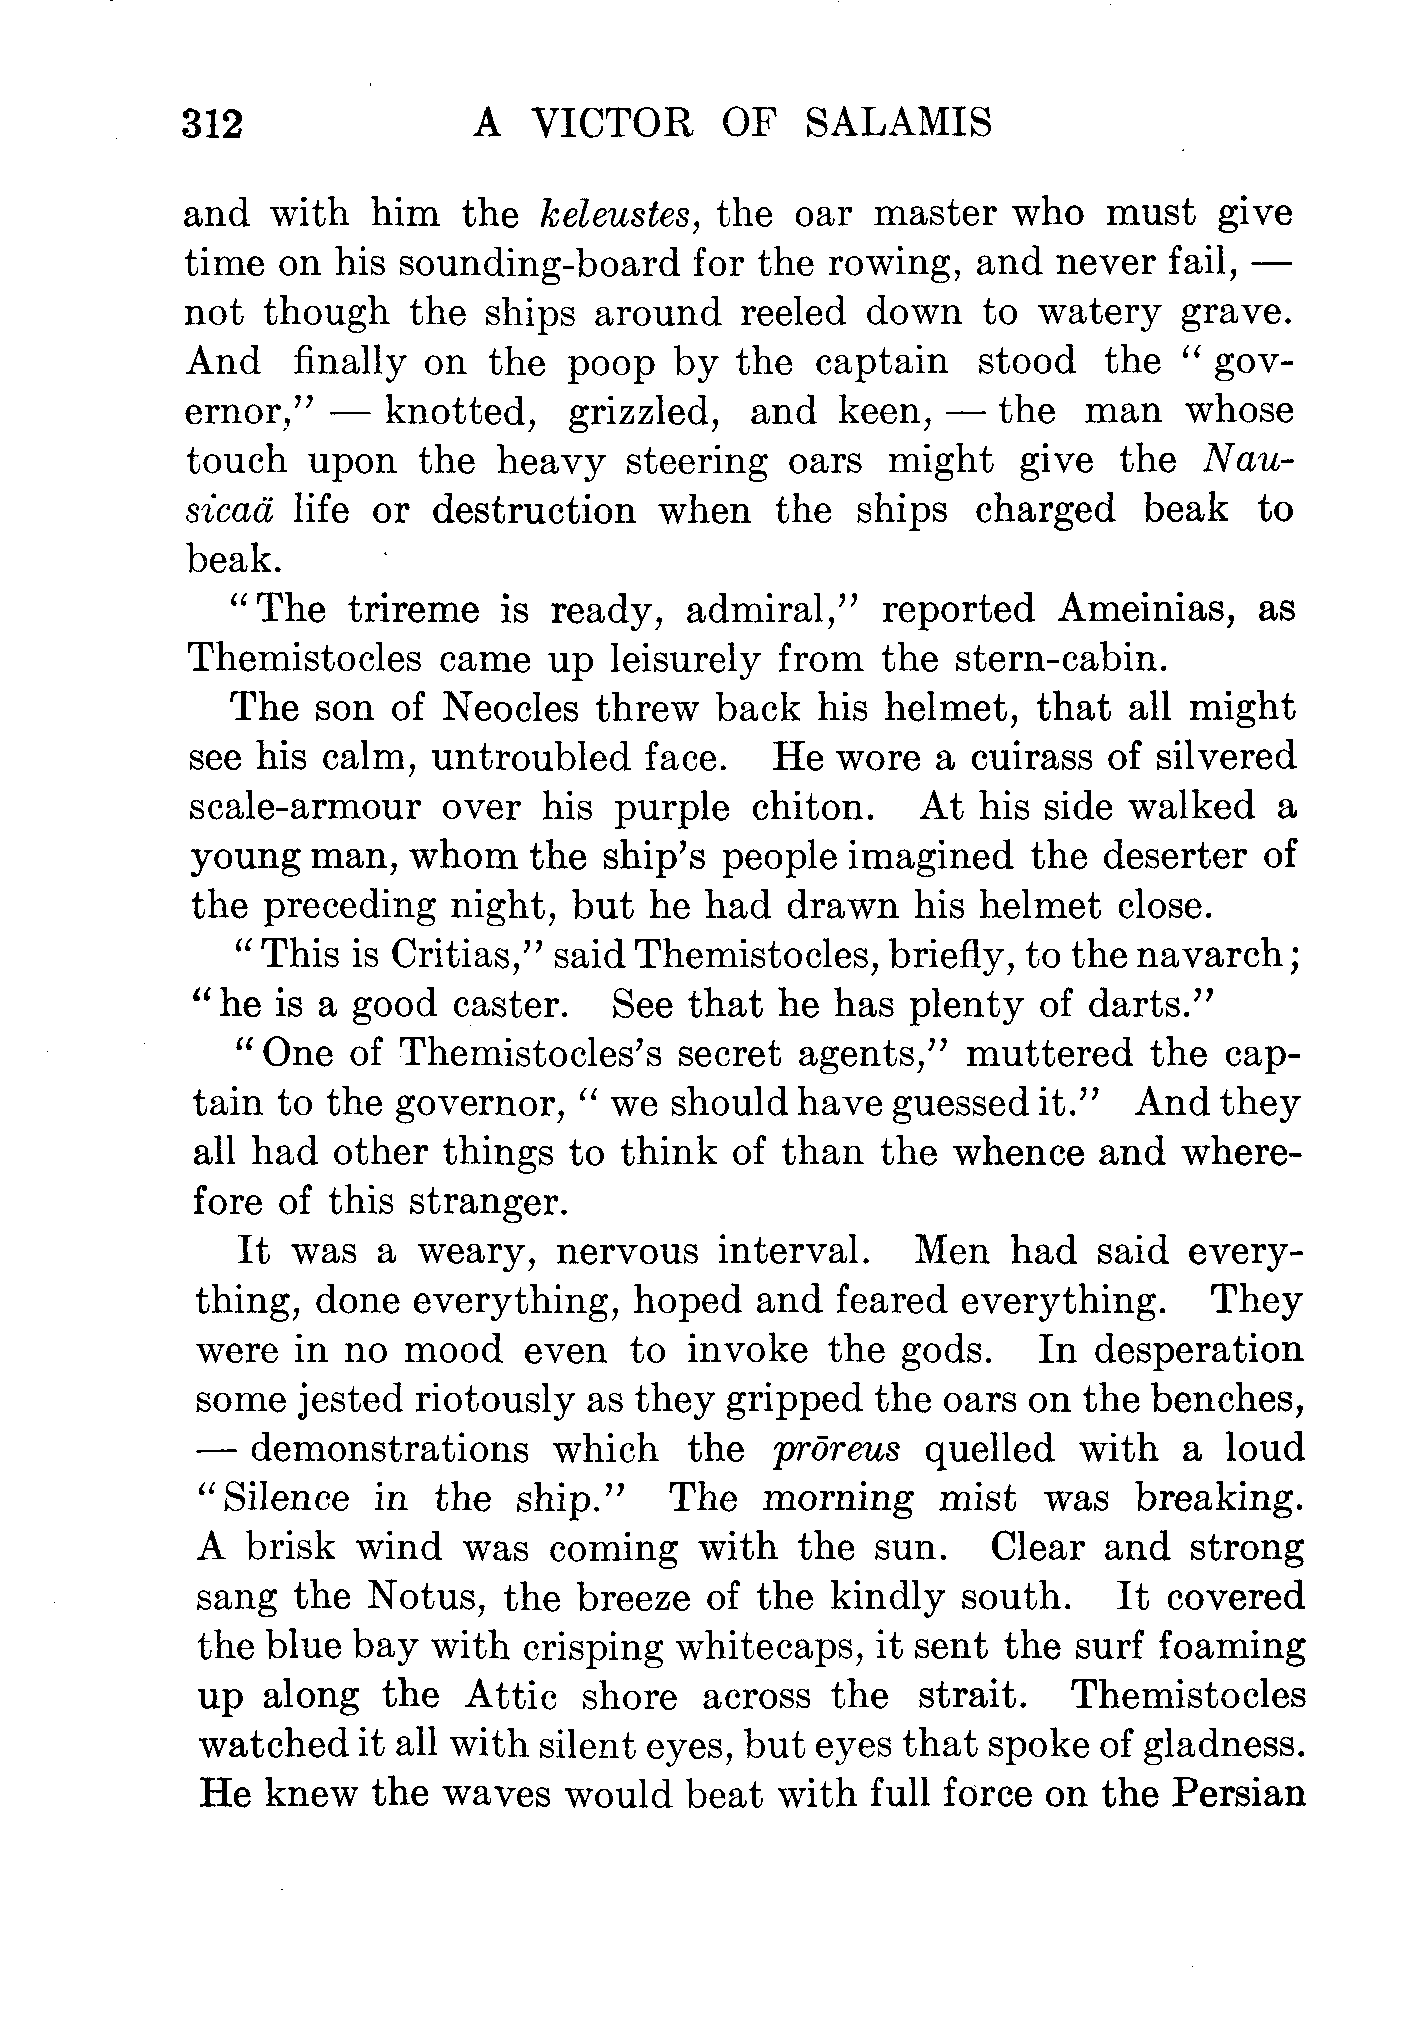 312 A VICTOR OF SALAMIS
and with him the keleustes, the oar master who must give
time on his sounding-board for the rowing, and never fail, —
not though the ships around reeled down to watery grave.
And finally on the poop by the captain stood the “ gov-
ernor,” — knotted, grizzled, and keen, — the man whose
touch upon the heavy steering oars might give the Nau-
sicaä life or destruction when the ships charged beak to
beak.
“The trireme is ready, admiral,” reported Ameinias, as
Themistocles came up leisurely from the stern-cabin.
The son of Neocles threw back his helmet, that all might
see his calm, untroubled face. He wore a cuirass of silvered
scale-armour over his purple chiton. At his side walked a
young man, whom the ship’s people imagined the deserter of
the preceding night, but he had drawn his helmet close.
“This is Critias,” said Themistocles, briefly, to the navarch;
“he is a good caster. See that he has plenty of darts.”
“One of Themistocles’s secret agents,” muttered the cap-
tain to the governor, “ we should have guessed it.” And they
all had other things to think of than the whence and where-
fore of this stranger.
It was a weary, nervous interval. Men had said every-
thing, done everything, hoped and feared everything. They
were in no mood even to invoke the gods. In desperation
some jested riotously as they gripped the oars on the benches,
— demonstrations which the prōreus quelled with a loud
“Silence in the ship.” The morning mist was breaking.
A brisk wind was coming with the sun. Clear and strong
sang the Notus, the breeze of the kindly south. It covered
the blue bay with crisping whitecaps, it sent the surf foaming
up along the Attic shore across the strait. Themistocles
watched it all with silent eyes, but eyes that spoke of gladness.
He knew the waves would beat with full force on the Persian